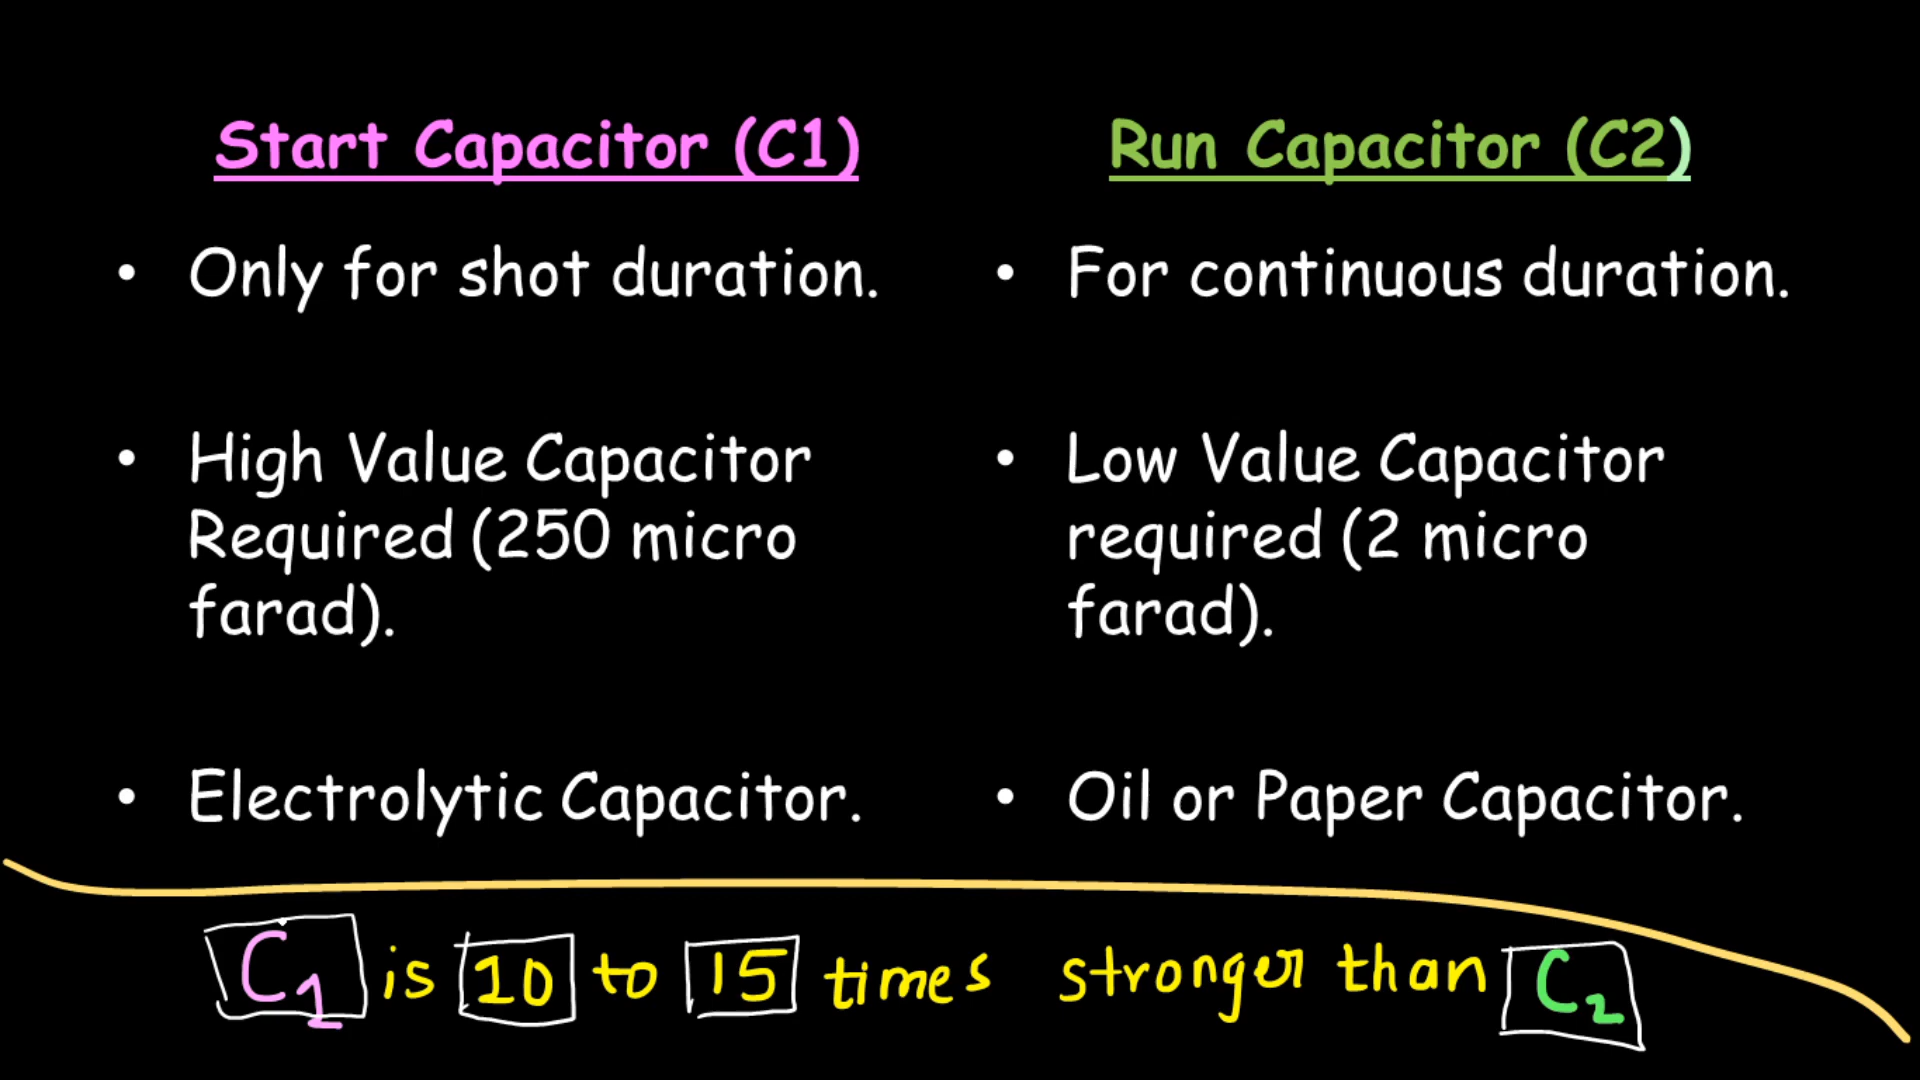 Start Capacitor (C1)
• Only for shot duration.
• High Value Capacitor
Required (250 micro
farad).
• Electrolytic Capacitor.
Run Capacitor (C2)
• For continuous duration.
• Low Value Capacitor
required (2 micro
farad).
• Oil or Paper Capacitor.
C1 is 10 to 15 times stronger than C2